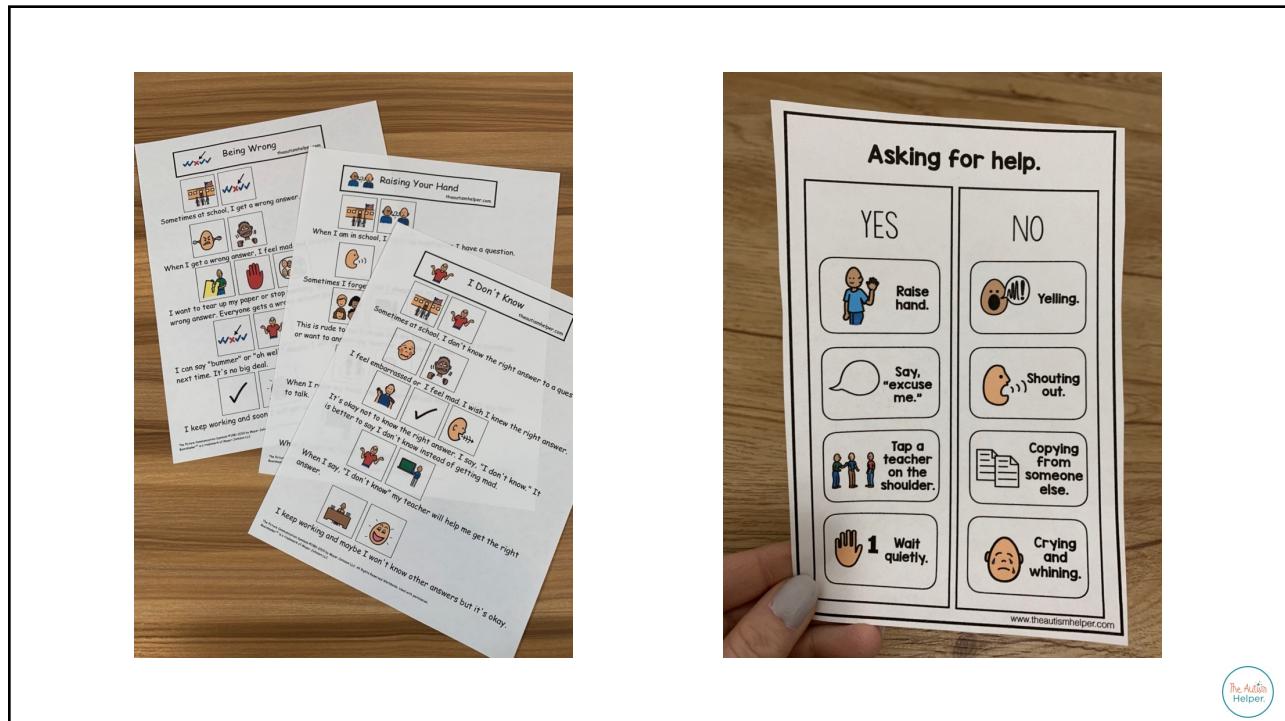 Being Wrong
theautismhelper.
Sometimes at school, I get a wrong answer.
When I get a wrong answer, I feel mad
I want to tear up my paper or stop
wrong answer. Everyone gets a
I can say "bummer" or "oh
next time. It's no big deal.
I keep working and soon
Raising Your Hand
theautismhelper.com
When I am in school, I
I have a question.
Sometimes I
This is rude to
or want to
When I
to talk.
I Don't Know
theautismhelper.com
Sometimes at school, I don't know the right answer to a
I feel embarrassed or I feel mad. I wish I knew the right answer.
It's okay not to know the right answer. I say, "I don't know." It
is better to say I don't know instead of getting mad.
When I say, "I don't know" my teacher will help me get the right
answer.
I keep working and maybe I won't know other answers but it's okay.
Asking for help.
YES
Raise
hand.
Say,
"excuse
me."
Tap a
teacher
on the
shoulder.
1 Wait
quietly.
NO
M!
Yelling.
Shouting
out.
Copying
from
someone
else.
Crying
and
whining.
www.theautismhelper.com
The Autism
Helper.